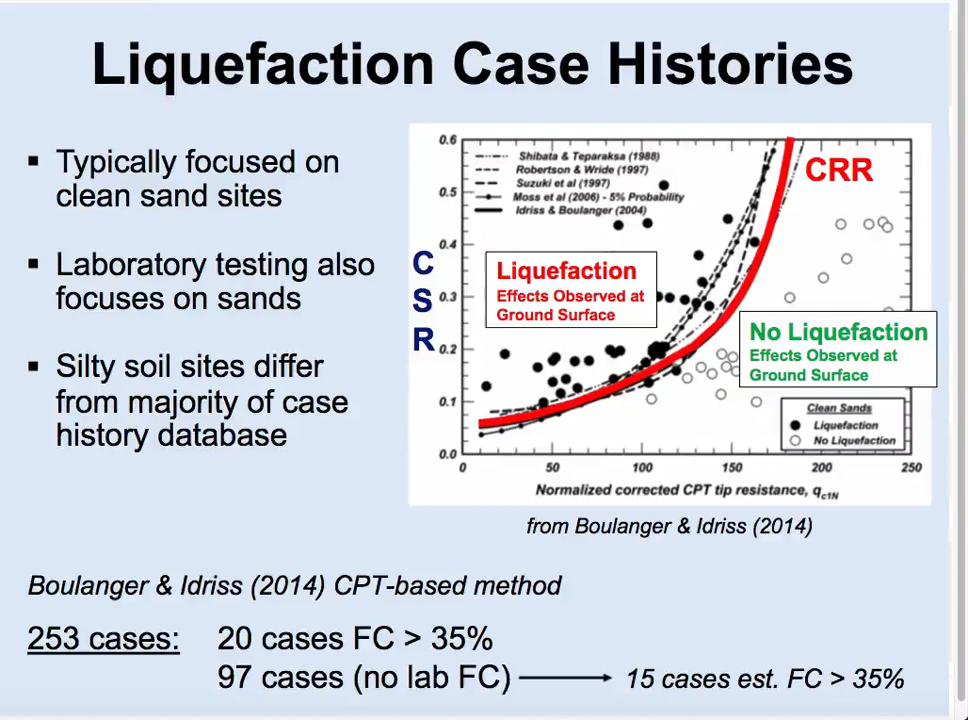 Liquefaction Case Histories
▪ Typically focused on
clean sand sites
▪ Laboratory testing also
focuses on sands
▪ Silty soil sites differ
from majority of case
history database
0.6
0.5
0.4
0.3
0.2
0.1
0.0
C
S
R
Shibata & Teparaksa (1988)
Robertson & Wride (1997)
Suzuki et al (1997)
Moss et al (2006) - 5% Probability
Idriss & Boulanger (2004)
CRR
Liquefaction
Effects Observed at
Ground Surface
No Liquefaction
Effects Observed at
Ground Surface
Clean Sands
Liquefaction
No Liquefaction
0 50 100 150 200 250
Normalized corrected CPT tip resistance, qc1N
from Boulanger & Idriss (2014)
Boulanger & Idriss (2014) CPT-based method
253 cases: 20 cases FC > 35%
97 cases (no lab FC) → 15 cases est. FC > 35%